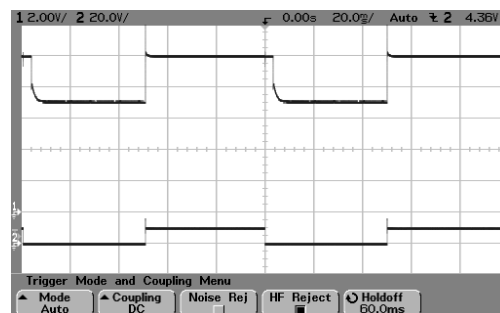 1 2.00V/ 2 20.0V/ 0.00s 20.0㎳/ Auto 2 4.36V
1
2
Trigger Mode and Coupling Menu
Mode Coupling Noise Rej HF Reject Holdoff
Auto DC 60.0ms